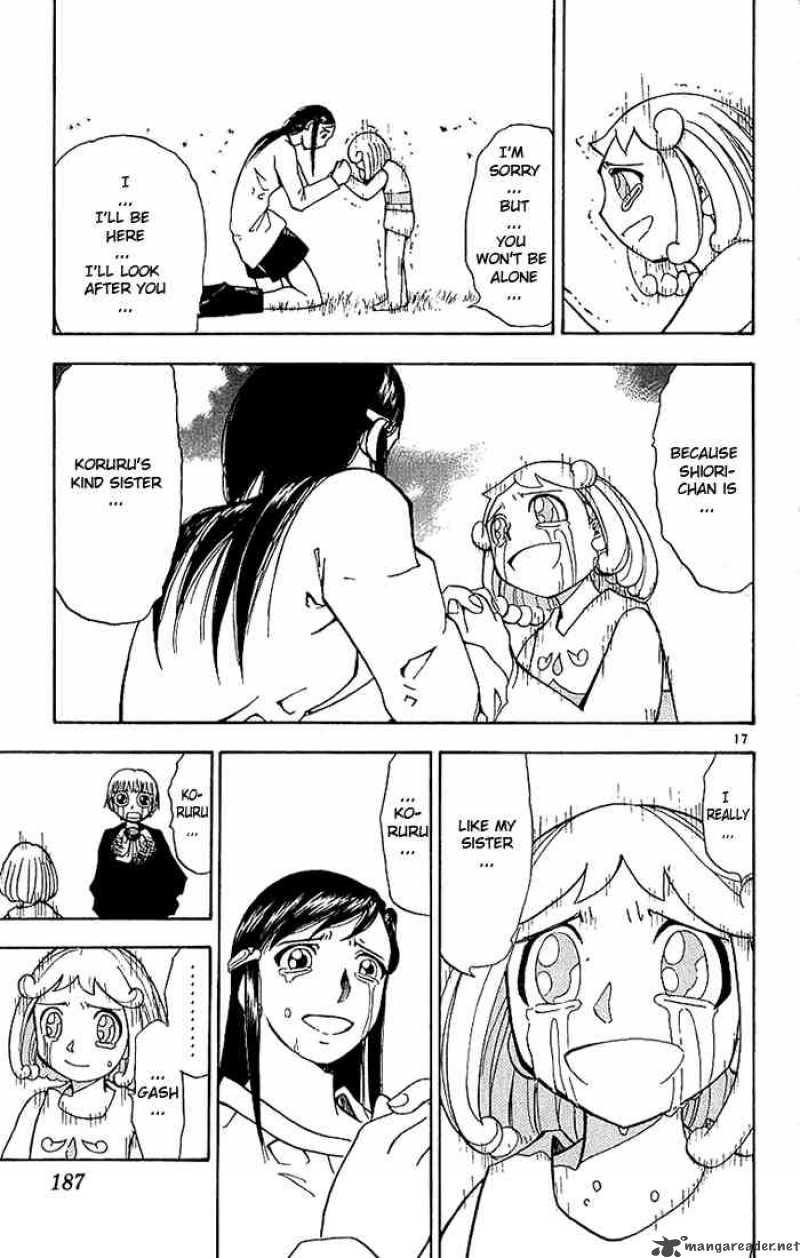 I'M
SORRY
...
BUT
...
YOU
WON'T BE
ALONE
...
I
...
I'LL BE
HERE
...
I'LL LOOK
AFTER YOU
...
BECAUSE
SHIORI-
CHAN IS
...
KORURU'S
KIND SISTER
...
17
I
REALLY
...
LIKE MY
SISTER
...
...
KO-
RURU
...
KO-
RURU
...
.........
GASH
...
187
mangareader.net